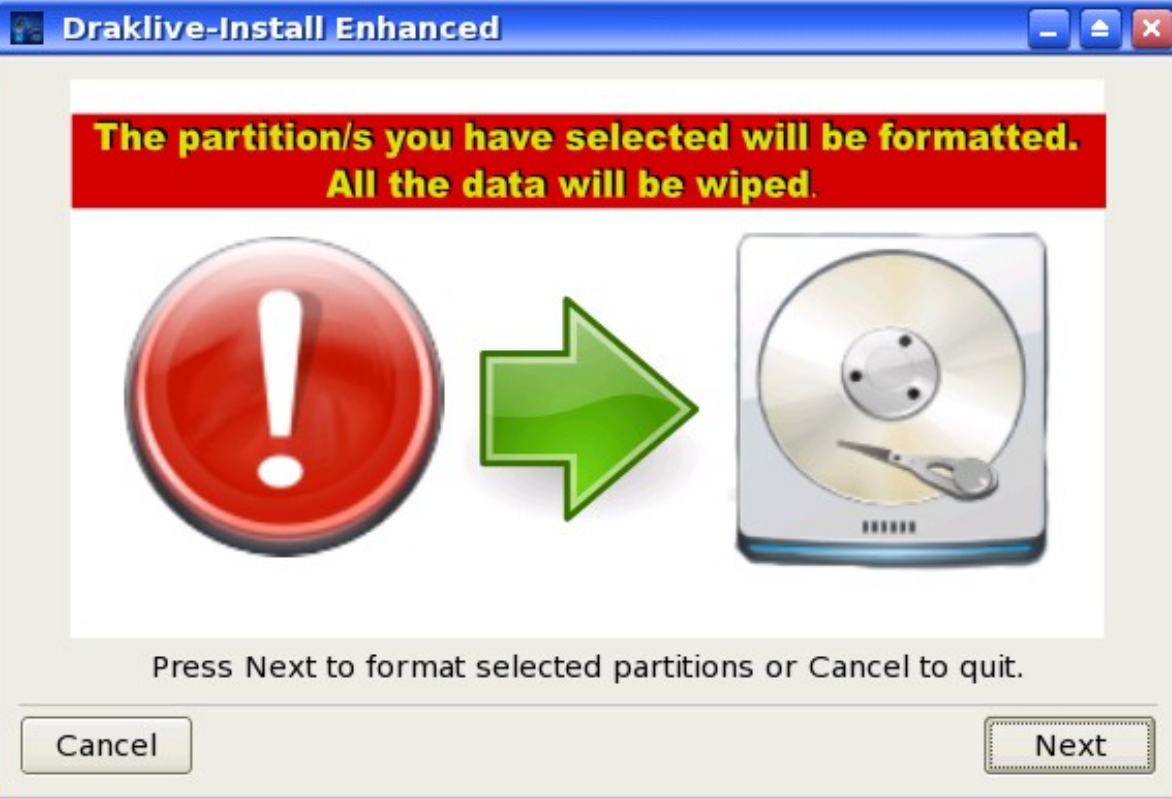 Draklive-Install Enhanced
The partition/s you have selected will be formatted.
All the data will be wiped.
Press Next to format selected partitions or Cancel to quit.
Cancel
Next